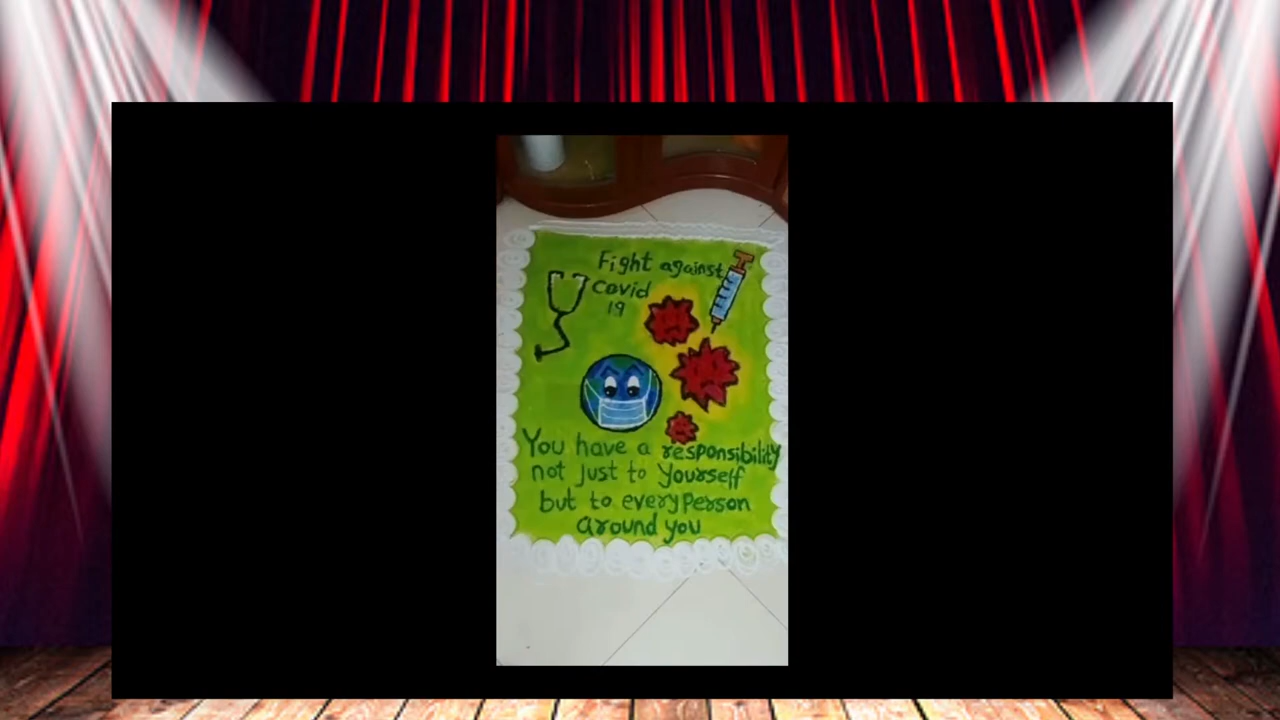 Fight against
Covid
19
You have a responsibility
not just to yourself
but to every person
around you